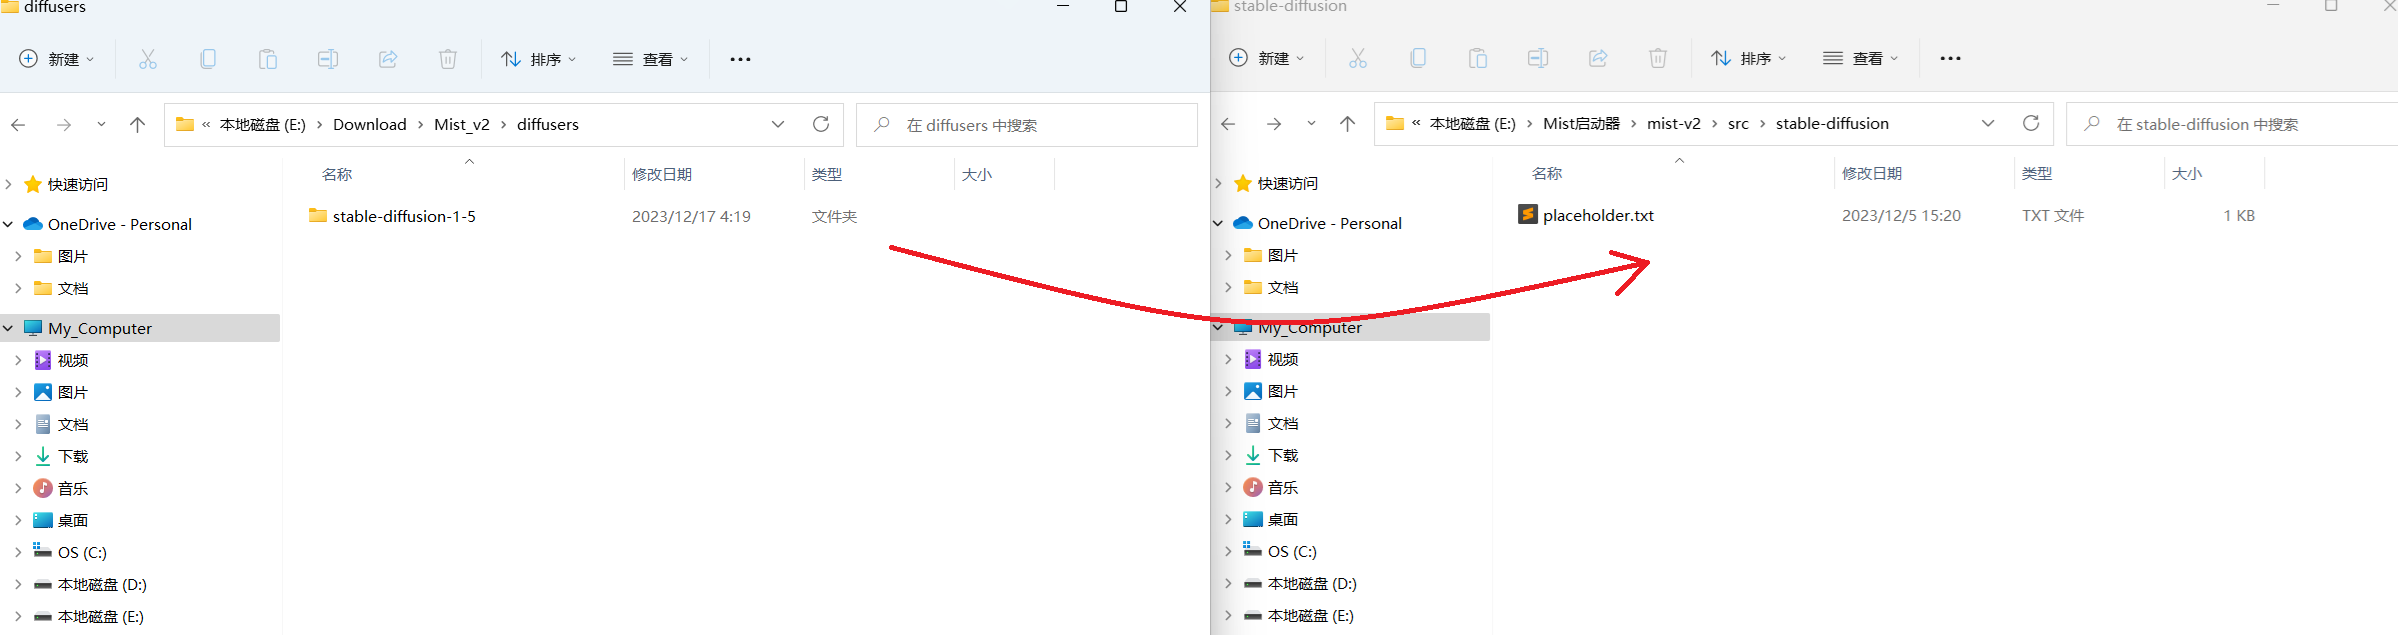 diffusers
新建
排序
查看
本地磁盘 (E:) Download Mist_v2 diffusers
在 diffusers 中搜索
名称 修改日期 类型 大小
快速访问
stable-diffusion-1-5 2023/12/17 4:19 文件夹
OneDrive - Personal
图片
文档
My_Computer
视频
图片
文档
下载
音乐
桌面
OS (C:)
本地磁盘 (D:)
本地磁盘 (E:)
stable-diffusion
新建
排序
查看
本地磁盘 (E:) Mist启动器 mist-v2 src stable-diffusion
在 stable-diffusion 中搜索
名称 修改日期 类型 大小
快速访问
placeholder.txt 2023/12/5 15:20 TXT 文件 1 KB
OneDrive - Personal
图片
文档
My_Computer
视频
图片
文档
下载
音乐
桌面
OS (C:)
本地磁盘 (D:)
本地磁盘 (E:)